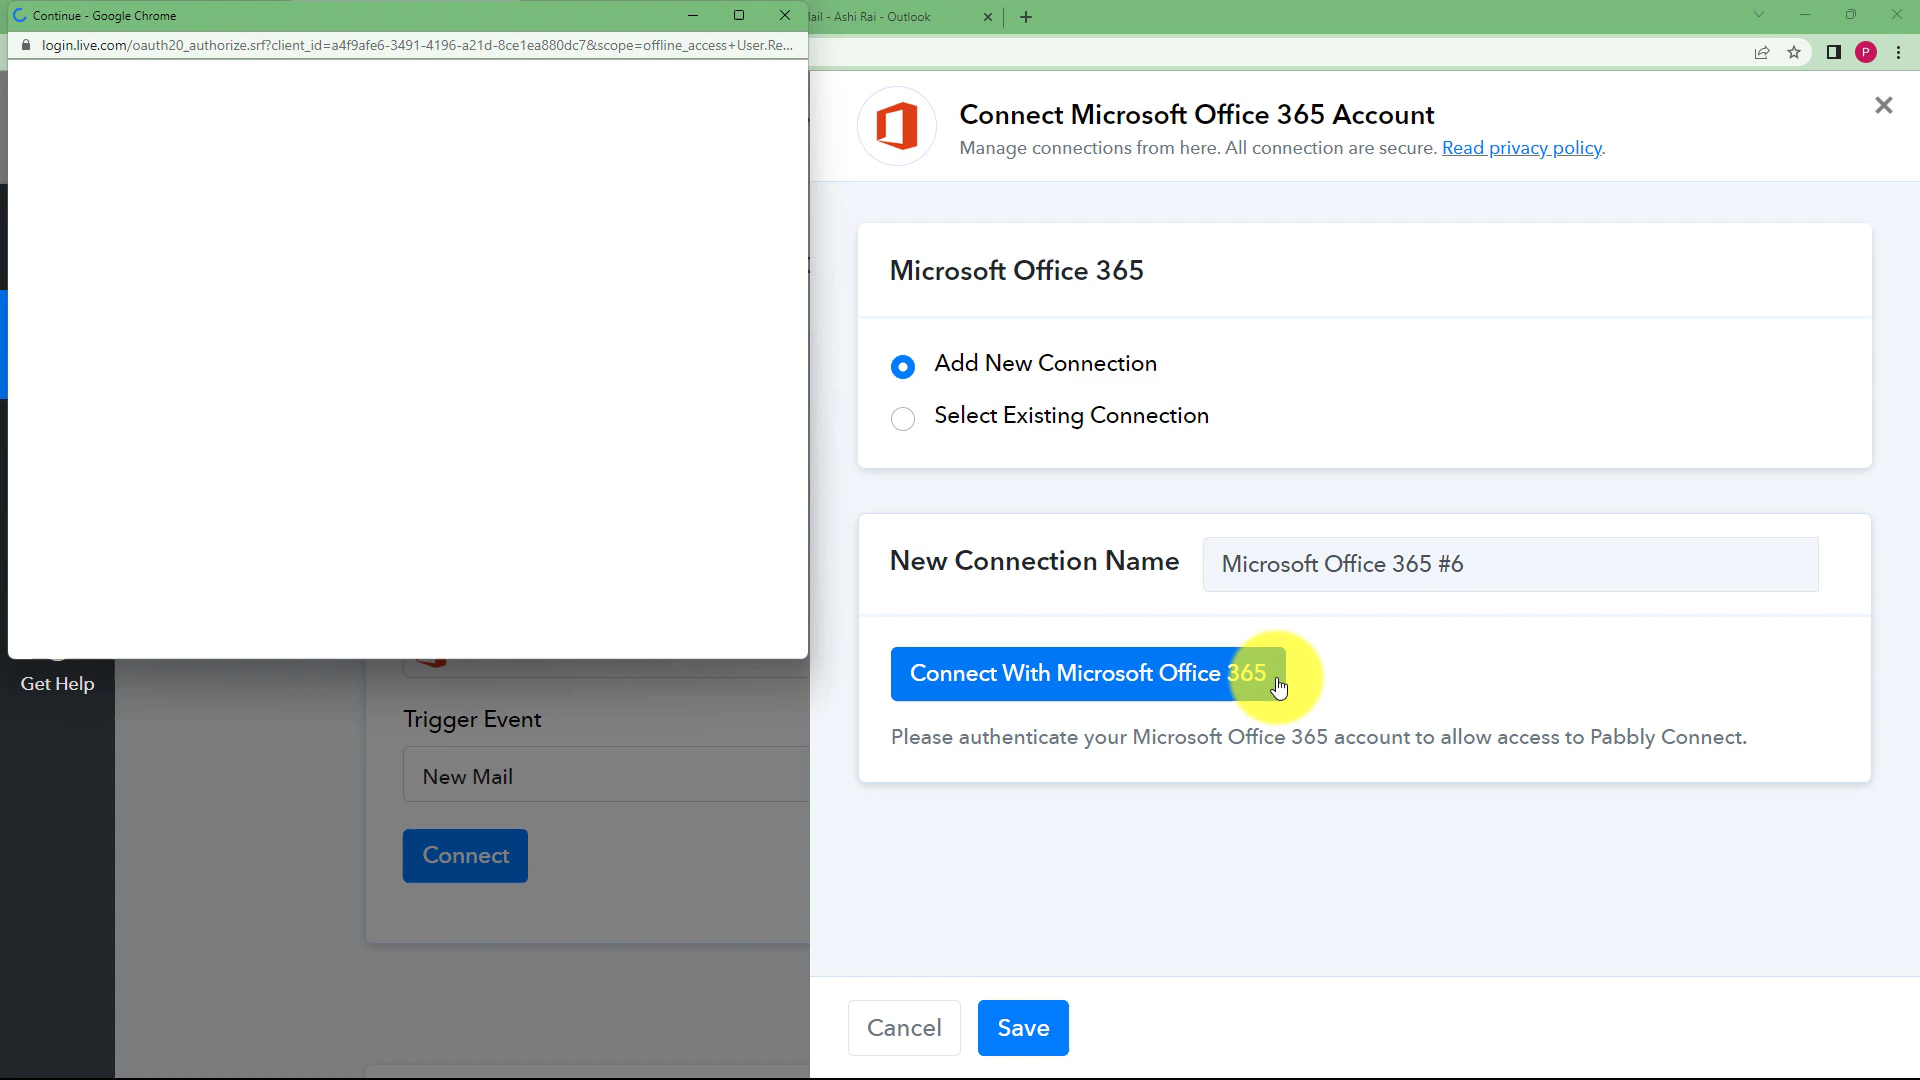 Continue - Google Chrome
login.live.com/oauth20_authorize.srf?client_id=a4f9afe6-3491-4196-a21d-8ce1ea880dc7&scope=offline_access+User.Re...
ail - Ashi Rai - Outlook
P
Connect Microsoft Office 365 Account
Manage connections from here. All connection are secure. Read privacy policy.
Microsoft Office 365
Add New Connection
Select Existing Connection
New Connection Name
Microsoft Office 365 #6
Connect With Microsoft Office 365
Please authenticate your Microsoft Office 365 account to allow access to Pabbly Connect.
Get Help
Trigger Event
New Mail
Connect
Cancel
Save